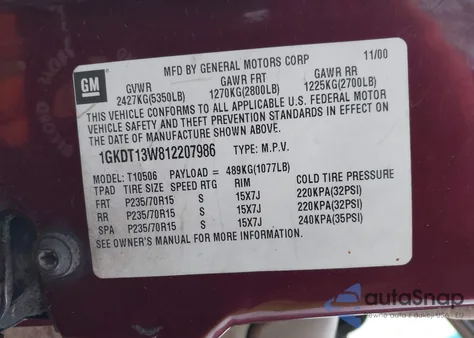 MFD BY GENERAL MOTORS CORP 11/00
GM
GVWR GAWR FRT GAWR RR
2427KG(5350LB) 1270KG(2800LB) 1225KG(2700LB)
THIS VEHICLE CONFORMS TO ALL APPLICABLE U.S. FEDERAL MOTOR
VEHICLE SAFETY AND THEFT PREVENTION STANDARDS IN EFFECT ON
THE DATE OF MANUFACTURE SHOWN ABOVE.
1GKDT13W812207986 TYPE: M.P.V.
MODEL: T10506 PAYLOAD = 489KG(1077LB)
TPAD TIRE SIZE SPEED RTG RIM COLD TIRE PRESSURE
FRT P235/70R15 S 15X7J 220KPA(32PSI)
RR P235/70R15 S 15X7J 220KPA(32PSI)
SPA P235/70R15 S 15X7J 240KPA(35PSI)
SEE OWNER'S MANUAL FOR MORE INFORMATION.
autoSnap